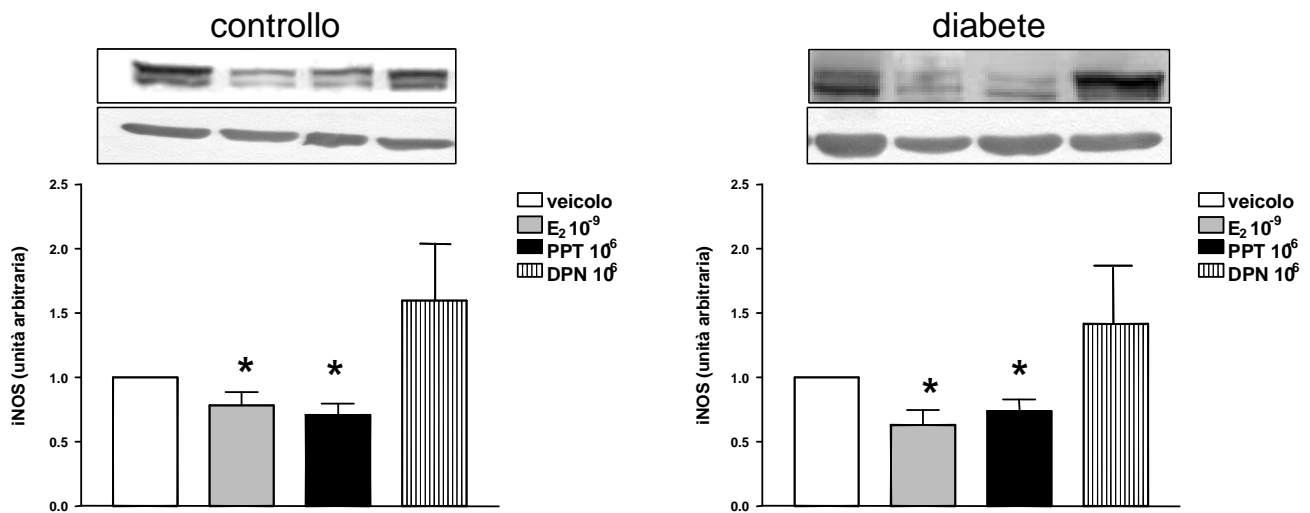 controllo
2.5
2.0
1.5
1.0
0.5
0.0
iNOS (unità arbitraria)
* *
veicolo
E₂ 10⁻⁹
PPT 10⁶
DPN 10⁶
diabete
2.5
2.0
1.5
1.0
0.5
0.0
iNOS (unità arbitraria)
* *
veicolo
E₂ 10⁻⁹
PPT 10⁶
DPN 10⁶